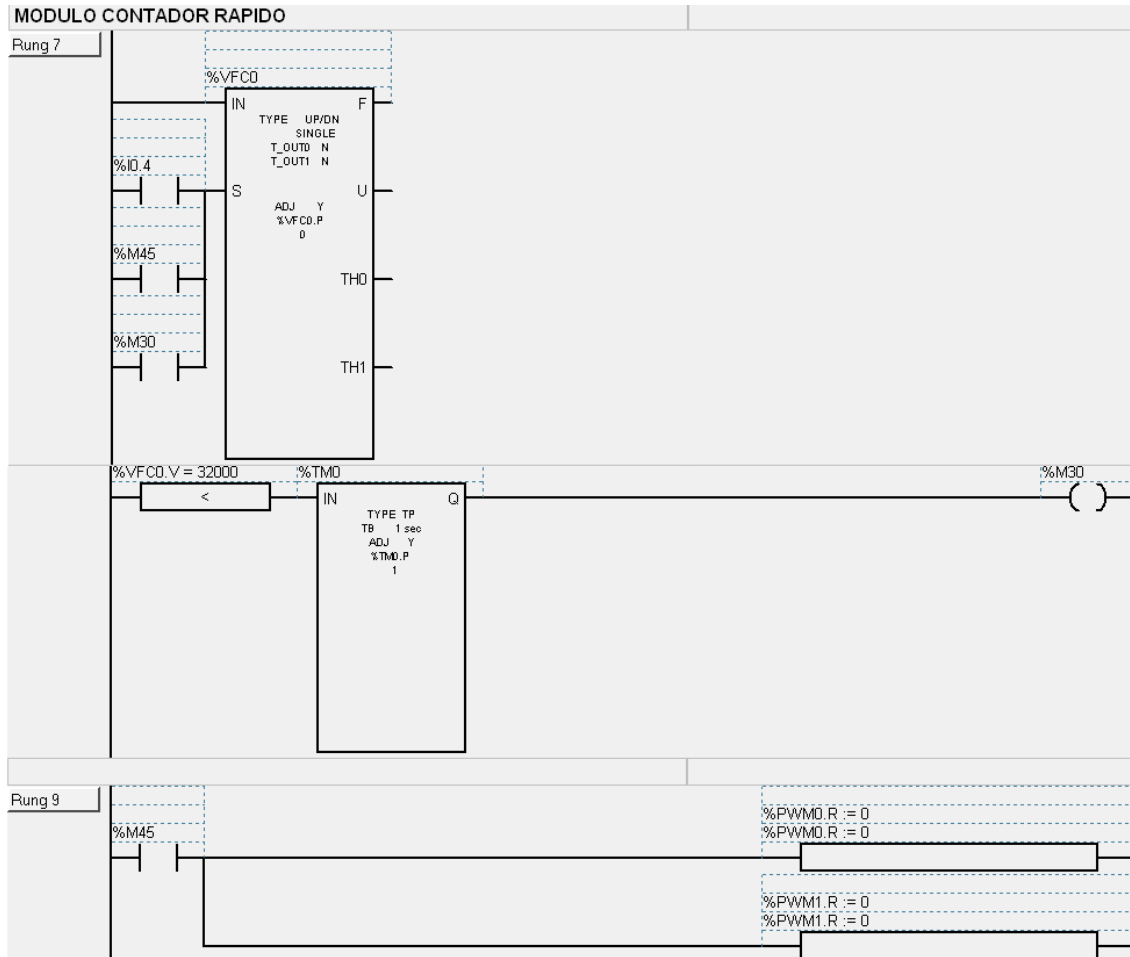 MODULO CONTADOR RAPIDO
Rung 7
%VFC0
IN F
TYPE UP/DN
SINGLE
T_OUT0 N
T_OUT1 N
%I0.4
S U
ADJ Y
%VFC0.P
0
%M45
TH0
%M30
TH1
%VFC0.V = 32000 %TM0 %M30
< IN Q
TYPE TP
TB 1 sec
ADJ Y
%TM0.P
1
Rung 9
%PWM0.R := 0
%M45 %PWM0.R := 0
%PWM1.R := 0
%PWM1.R := 0